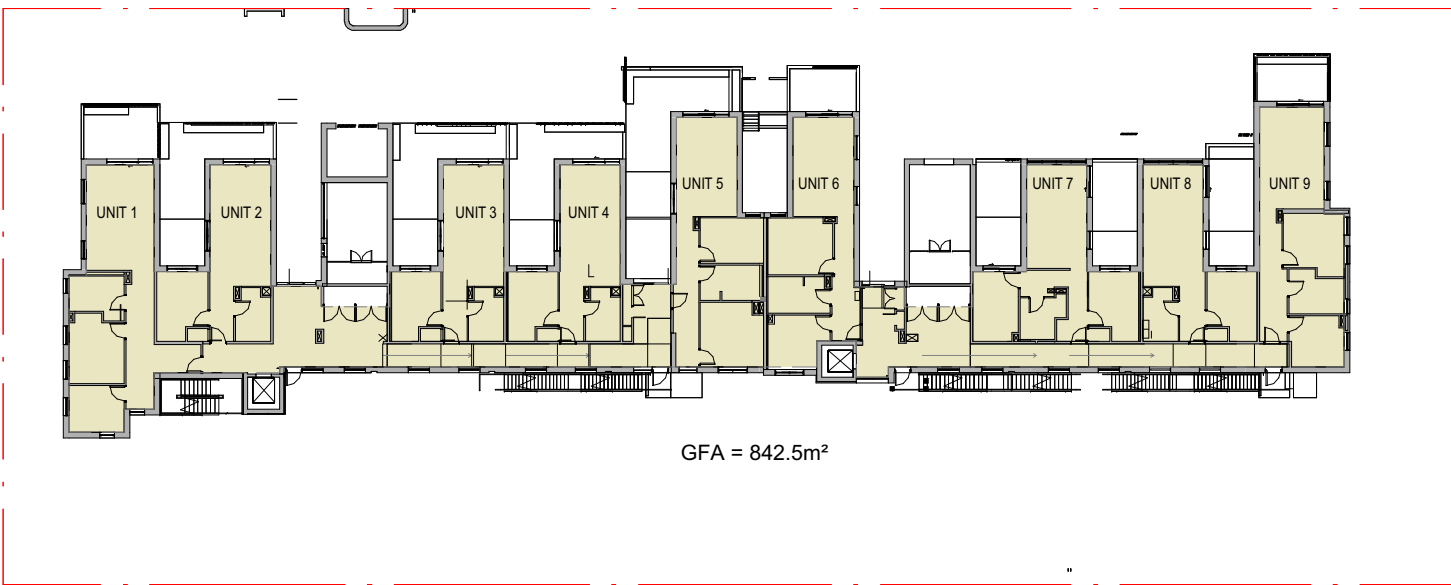 UNIT 1
UNIT 2
UNIT 3
UNIT 4
UNIT 5
UNIT 6
UNIT 7
UNIT 8
UNIT 9
GFA = 842.5m²